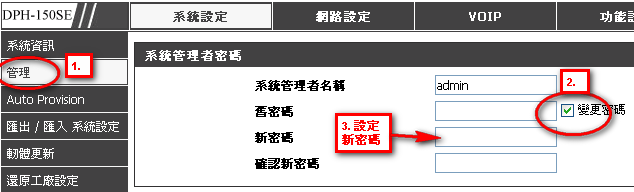 DPH-150SE
系統設定
網路設定
VOIP
功能設
系統資訊
管理
1.
Auto Provision
匯出 / 匯入 系統設定
軔體更新
還原工廠設定
系統管理者密碼
系統管理者名稱
admin
2.
舊密碼
變更密碼
新密碼
3. 設定
新密碼
確認新密碼